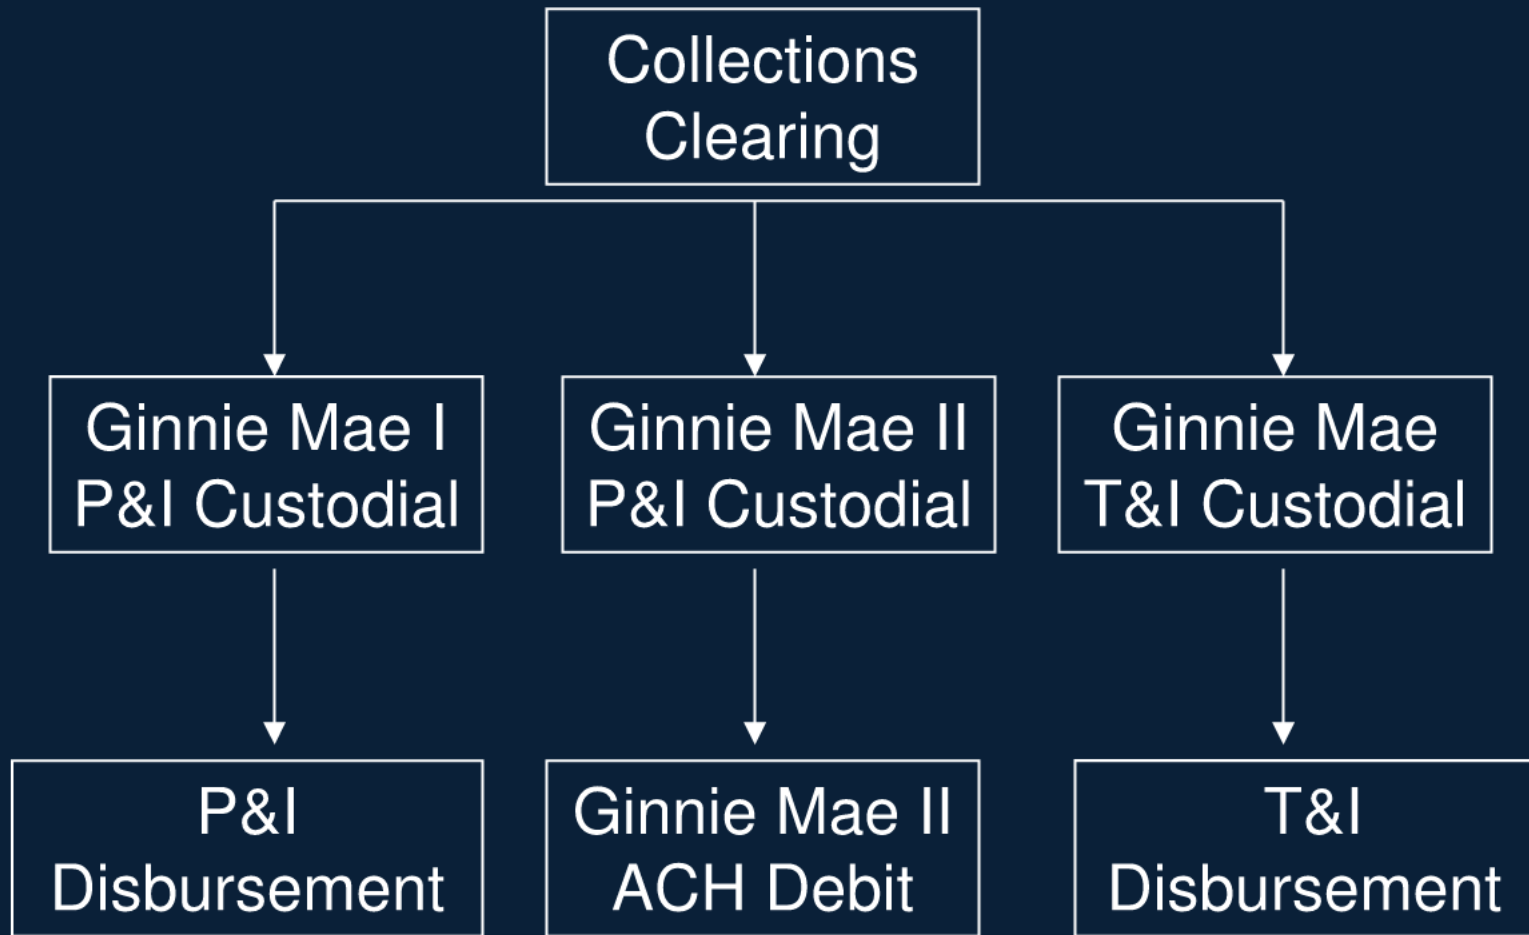 Collections
Clearing
Ginnie Mae I
P&I Custodial
Ginnie Mae II
P&I Custodial
Ginnie Mae
T&I Custodial
P&I
Disbursement
Ginnie Mae II
ACH Debit
T&I
Disbursement